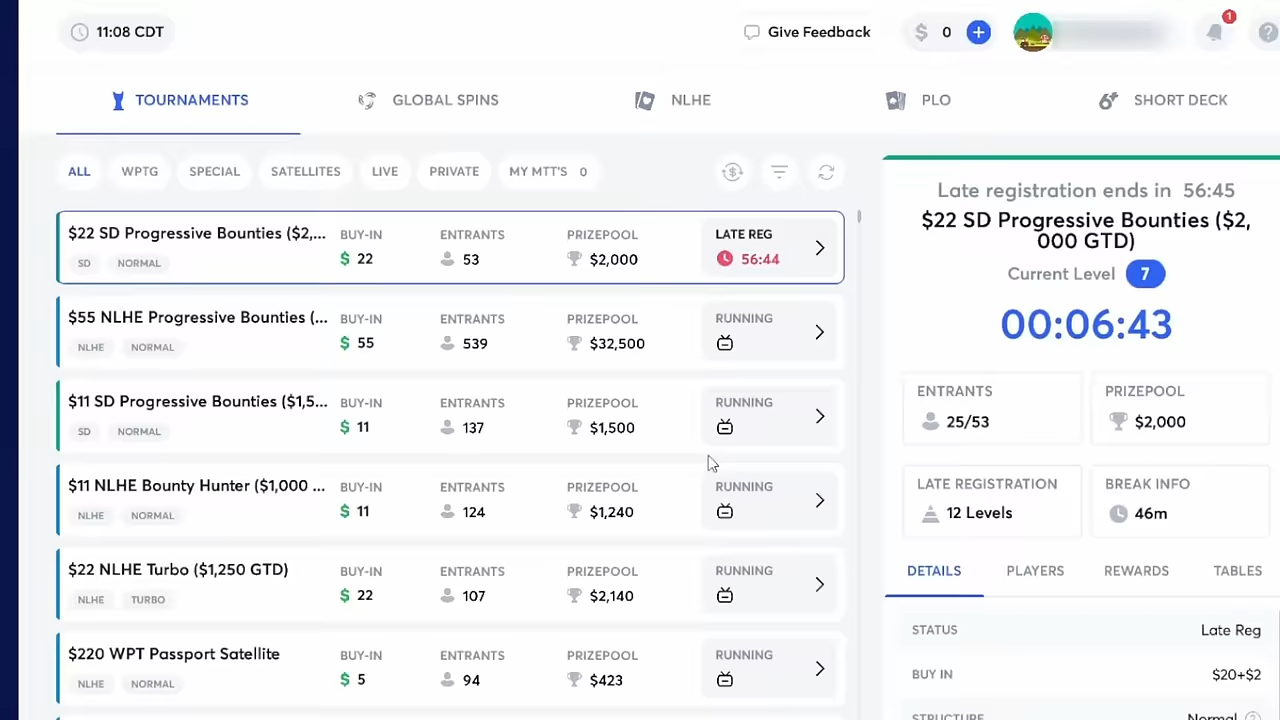 11:08 CDT
Give Feedback
$ 0
1
?
TOURNAMENTS
GLOBAL SPINS
NLHE
PLO
6+ SHORT DECK
ALL
WPTG
SPECIAL
SATELLITES
LIVE
PRIVATE
MY MTT'S 0
$22 SD Progressive Bounties ($2,...
SD NORMAL
BUY-IN
$ 22
ENTRANTS
53
PRIZEPOOL
$2,000
LATE REG
56:44
$55 NLHE Progressive Bounties (...
NLHE NORMAL
BUY-IN
$ 55
ENTRANTS
539
PRIZEPOOL
$32,500
RUNNING
$11 SD Progressive Bounties ($1,5...
SD NORMAL
BUY-IN
$ 11
ENTRANTS
137
PRIZEPOOL
$1,500
RUNNING
$11 NLHE Bounty Hunter ($1,000 ...
NLHE NORMAL
BUY-IN
$ 11
ENTRANTS
124
PRIZEPOOL
$1,240
RUNNING
$22 NLHE Turbo ($1,250 GTD)
NLHE TURBO
BUY-IN
$ 22
ENTRANTS
107
PRIZEPOOL
$2,140
RUNNING
$220 WPT Passport Satellite
NLHE NORMAL
BUY-IN
$ 5
ENTRANTS
94
PRIZEPOOL
$423
RUNNING
Late registration ends in 56:45
$22 SD Progressive Bounties ($2,
000 GTD)
Current Level 7
00:06:43
ENTRANTS
25/53
PRIZEPOOL
$2,000
LATE REGISTRATION
12 Levels
BREAK INFO
46m
DETAILS
PLAYERS
REWARDS
TABLES
STATUS Late Reg
BUY IN $20+$2
STRUCTURE Normal ?